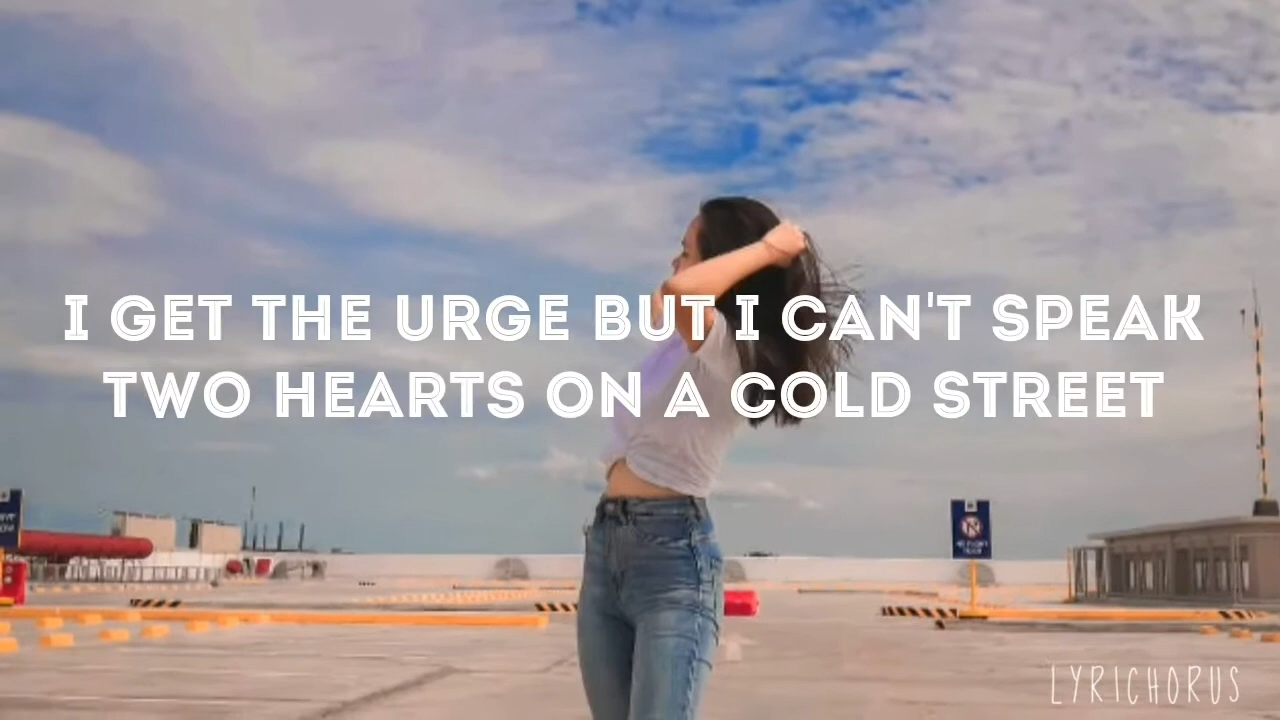 I GET THE URGE BUT I CAN'T SPEAK
TWO HEARTS ON A COLD STREET
LYRICHORUS